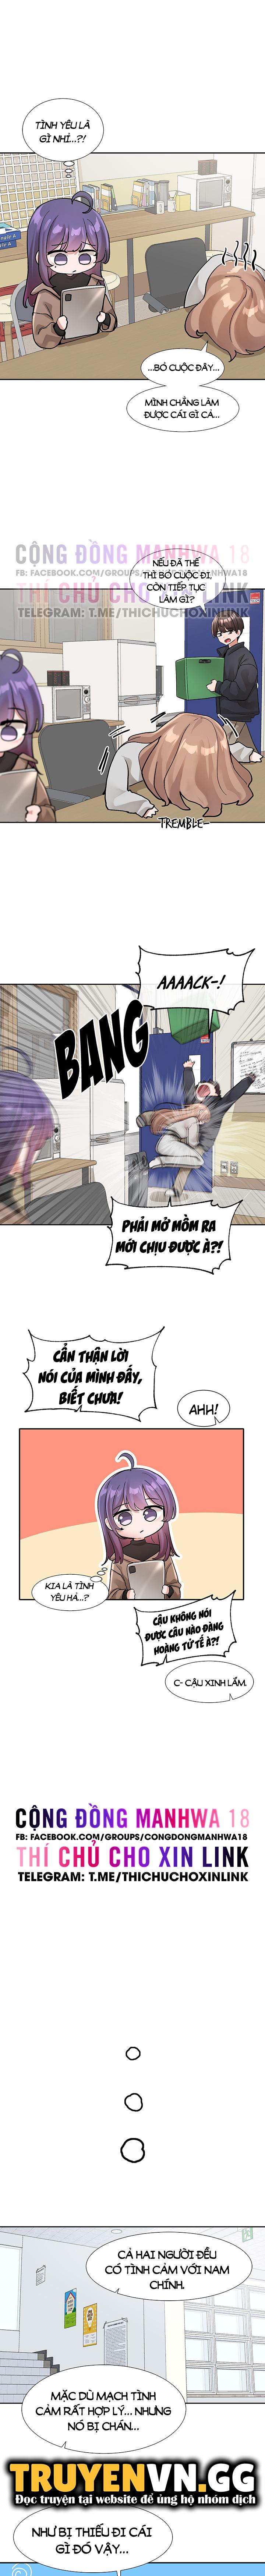 TÌNH YÊU LÀ
GÌ NHỈ...?!
...BỎ CUỘC ĐÂY...
MÌNH CHẲNG LÀM
ĐƯỢC CÁI GÌ CẢ...
CỘNG ĐỒNG MANHWA 18
FB: FACEBOOK.COM/GROUPS/CONGDONGMANHWA18
THÍ CHỦ CHO XIN LINK
TELEGRAM: T.ME/THICHUCHOXINLINK
NẾU ĐÃ THẾ
THÌ BỎ CUỘC ĐI,
CÒN TIẾP TỤC
LÀM GÌ?
TREMBLE-
AAAACK-!
BANG
PHẢI MỞ MỒM RA
MỚI CHỊU ĐƯỢC À?!
CẨN THẬN LỜI
NÓI CỦA MÌNH ĐẤY,
BIẾT CHƯA!
AHH!
KIA LÀ TÌNH
YÊU HẢ...?
CẬU KHÔNG NÓI
ĐƯỢC CÂU NÀO ĐÀNG
HOÀNG TỬ TẾ À?!
C- CẬU XINH LẮM.
CỘNG ĐỒNG MANHWA 18
FB: FACEBOOK.COM/GROUPS/CONGDONGMANHWA18
THÍ CHỦ CHO XIN LINK
TELEGRAM: T.ME/THICHUCHOXINLINK
CẢ HAI NGƯỜI ĐỀU
CÓ TÌNH CẢM VỚI NAM
CHÍNH.
MẶC DÙ MẠCH TÌNH
CẢM RẤT HỢP LÝ... NHƯNG
NÓ BỊ CHÁN...
TRUYENVN.GG
Đọc truyện tại website để ủng hộ nhóm dịch
NHƯ BỊ THIẾU ĐI CÁI
GÌ ĐÓ VẬY...